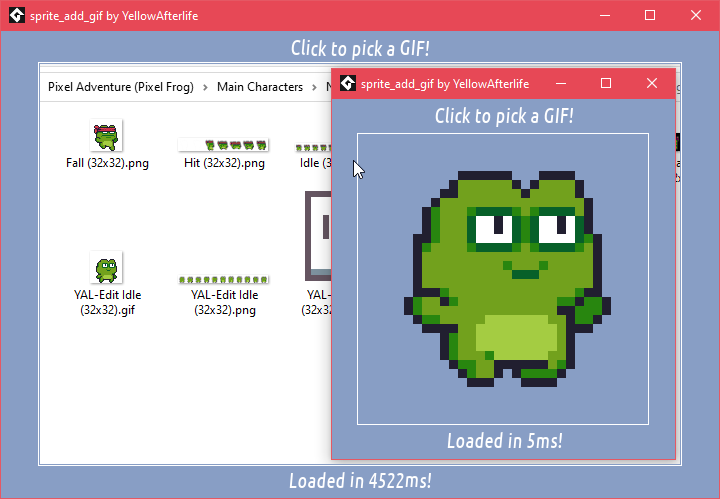 sprite_add_gif by YellowAfterlife
Click to pick a GIF!
Pixel Adventure (Pixel Frog) > Main Characters >
sprite_add_gif by YellowAfterlife
Click to pick a GIF!
Fall (32x32).png
Hit (32x32).png
Idle (3
YAL-Edit Idle
(32x32).gif
YAL-Edit Idle
(32x32).png
YAL-
(32x3
Loaded in 5ms!
Loaded in 4522ms!